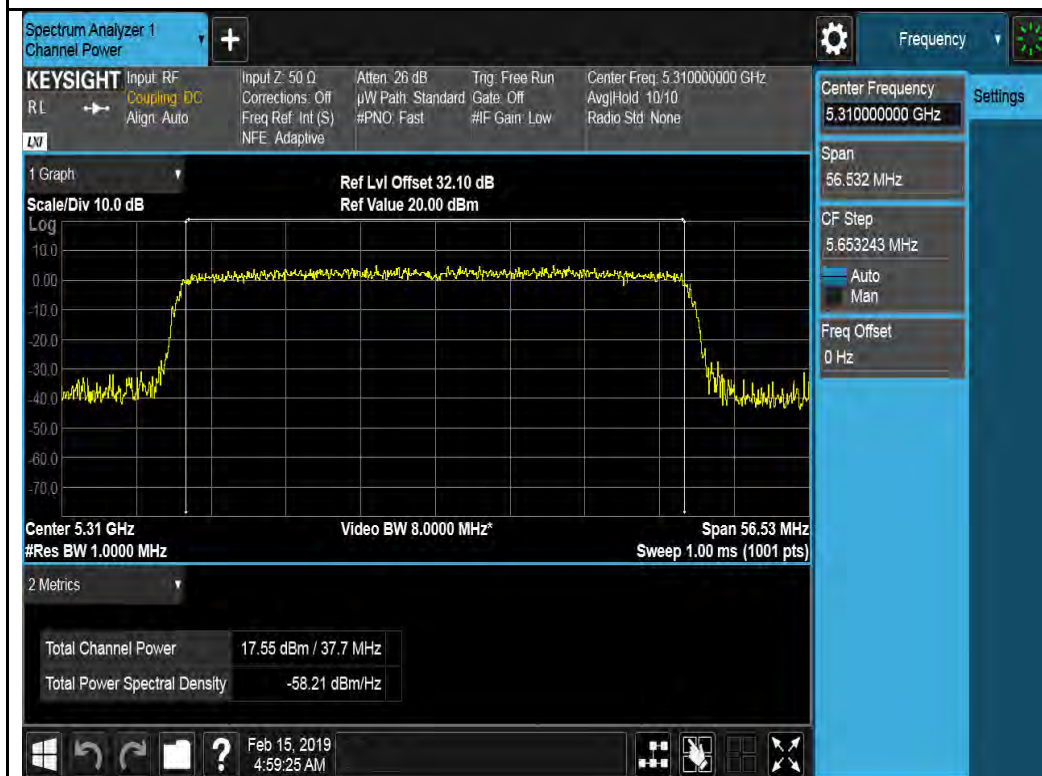 Spectrum Analyzer 1
Channel Power
Frequency
KEYSIGHT
RL
LXI
Input: RF
Coupling: DC
Align: Auto
Input Z: 50 Ω
Corrections: Off
Freq Ref: Int (S)
NFE: Adaptive
Atten: 26 dB
µW Path: Standard
#PNO: Fast
Trig: Free Run
Gate: Off
#IF Gain: Low
Center Freq: 5.310000000 GHz
Avg|Hold: 10/10
Radio Std: None
Center Frequency
5.310000000 GHz
Settings
Span
56.532 MHz
CF Step
5.653243 MHz
Auto
Man
Freq Offset
0 Hz
1 Graph
Scale/Div 10.0 dB
Ref Lvl Offset 32.10 dB
Ref Value 20.00 dBm
Log
10.0
0.00
-10.0
-20.0
-30.0
-40.0
-50.0
-60.0
-70.0
Center 5.31 GHz
#Res BW 1.0000 MHz
Video BW 8.0000 MHz*
Span 56.53 MHz
Sweep 1.00 ms (1001 pts)
2 Metrics
Total Channel Power 17.55 dBm / 37.7 MHz
Total Power Spectral Density -58.21 dBm/Hz
?
Feb 15, 2019
4:59:25 AM